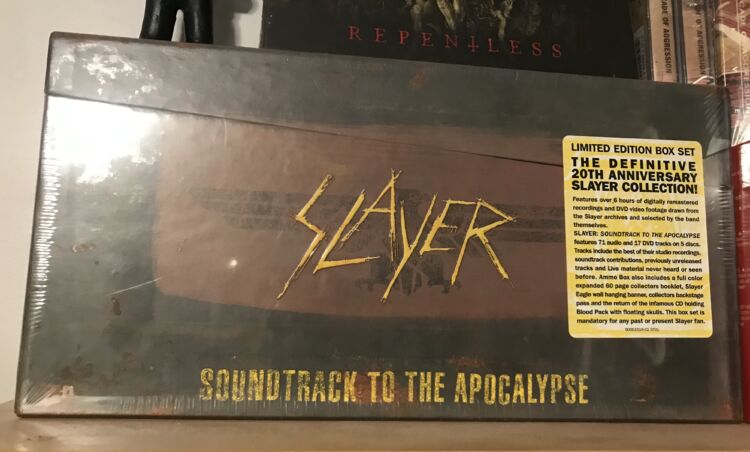 REPENTLESS
DECADE OF AGGRESSION
SLAYER
SOUNDTRACK TO THE APOCALYPSE
LIMITED EDITION BOX SET
THE DEFINITIVE
20TH ANNIVERSARY
SLAYER COLLECTION!
Features over 6 hours of digitally remastered
recordings and DVD video footage drawn from
the Slayer archives and selected by the band
themselves.
SLAYER: SOUNDTRACK TO THE APOCALYPSE
features 71 audio and 17 DVD tracks on 5 discs.
Tracks include the best of their studio recordings,
soundtrack contributions, previously unreleased
tracks and Live material never heard or seen
before. Ammo Box also includes a full color
expanded 60 page collectors booklet, Slayer
Eagle wall hanging banner, collectors backstage
pass and the return of the infamous CD holding
Blood Pack with floating skulls. This box set is
mandatory for any past or present Slayer fan.